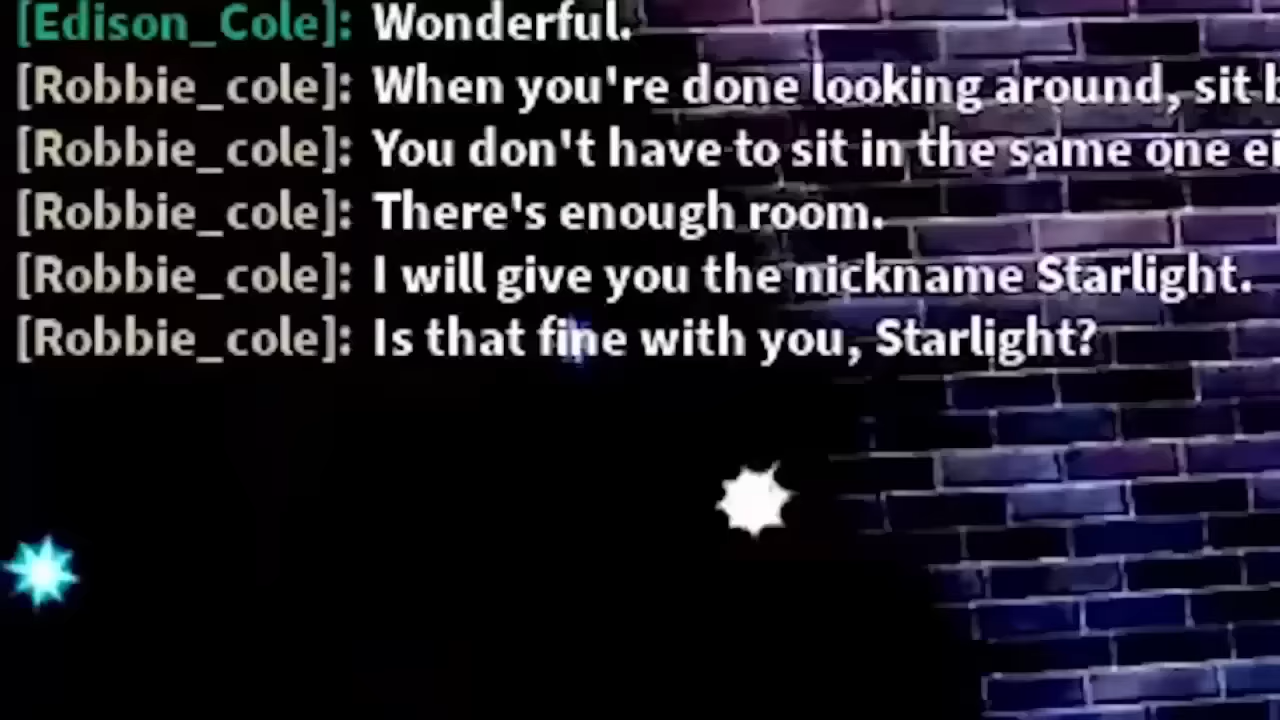 [Edison_Cole]: Wonderful.
[Robbie_cole]: When you're done looking around, sit
[Robbie_cole]: You don't have to sit in the same one
[Robbie_cole]: There's enough room.
[Robbie_cole]: I will give you the nickname Starlight.
[Robbie_cole]: Is that fine with you, Starlight?